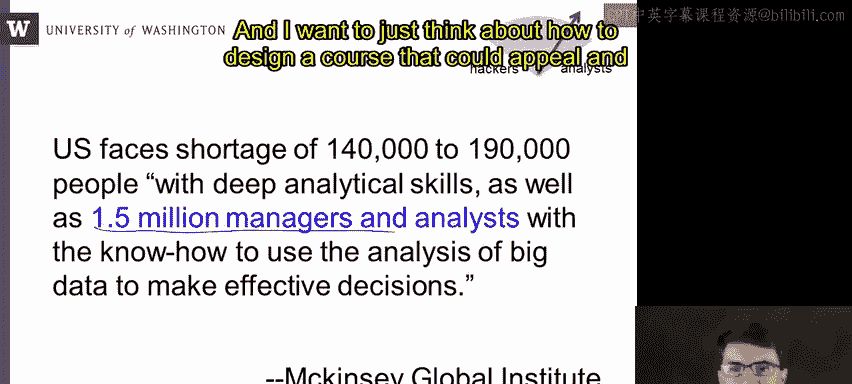 W UNIVERSITY of WASHINGTON
And I want to just think about how to
design a course that could appeal and
中英字幕课程资源@bilibili.com
hackers
analysts
US faces shortage of 140,000 to 190,000
people “with deep analytical skills, as well
as 1.5 million managers and analysts with
the know-how to use the analysis of big
data to make effective decisions.”
--Mckinsey Global Institute